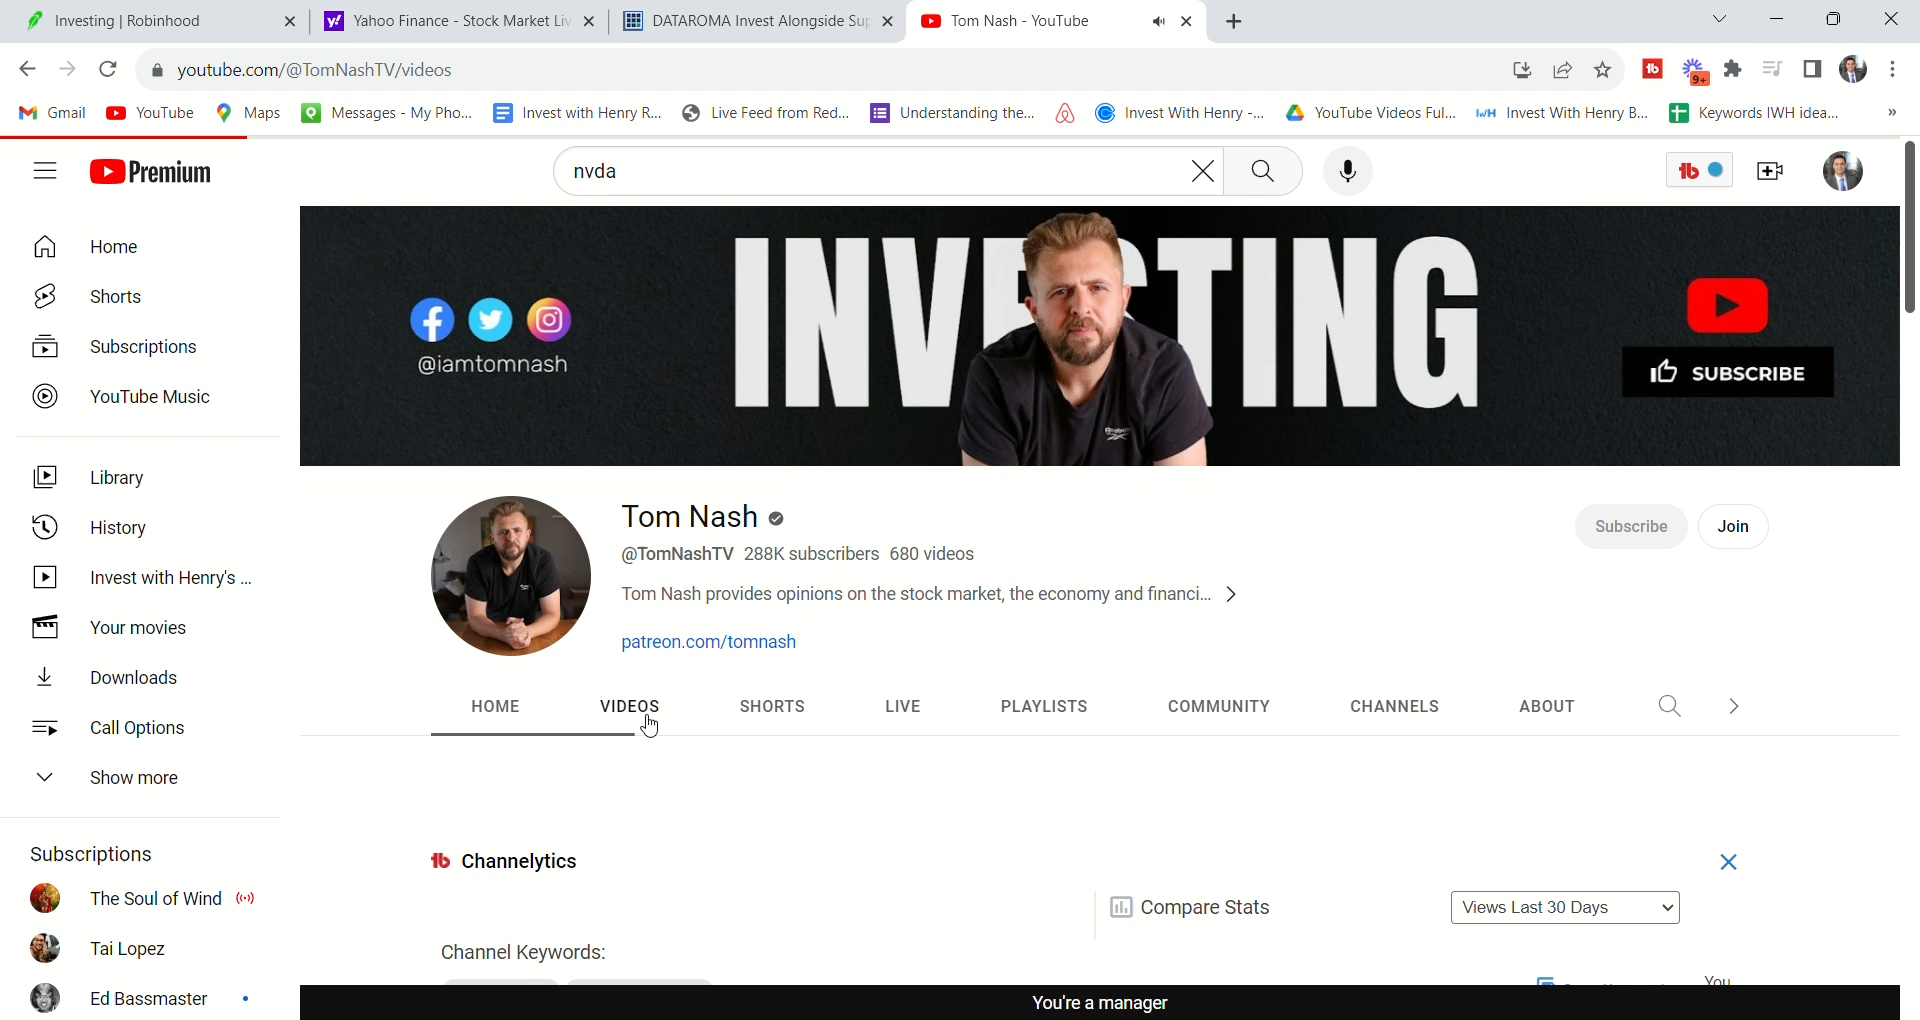 Investing | Robinhood
Yahoo Finance - Stock Market Liv
DATAROMA Invest Alongside Sup
Tom Nash - YouTube
youtube.com/@TomNashTV/videos
9+
Gmail
YouTube
Maps
Messages - My Pho...
Invest with Henry R...
Live Feed from Red...
Understanding the...
Invest With Henry -...
YouTube Videos Ful...
IWH Invest With Henry B...
Keywords IWH idea...
»
Premium
nvda
tb
Home
Shorts
Subscriptions
YouTube Music
Library
History
Invest with Henry's ...
Your movies
Downloads
Call Options
Show more
Subscriptions
The Soul of Wind
Tai Lopez
Ed Bassmaster
@iamtomnash
INVESTING
Reebok
SUBSCRIBE
Tom Nash
@TomNashTV 288K subscribers 680 videos
Tom Nash provides opinions on the stock market, the economy and financi...
patreon.com/tomnash
Subscribe
Join
HOME
VIDEOS
SHORTS
LIVE
PLAYLISTS
COMMUNITY
CHANNELS
ABOUT
tb Channelytics
Compare Stats
Views Last 30 Days
Channel Keywords:
You
You're a manager